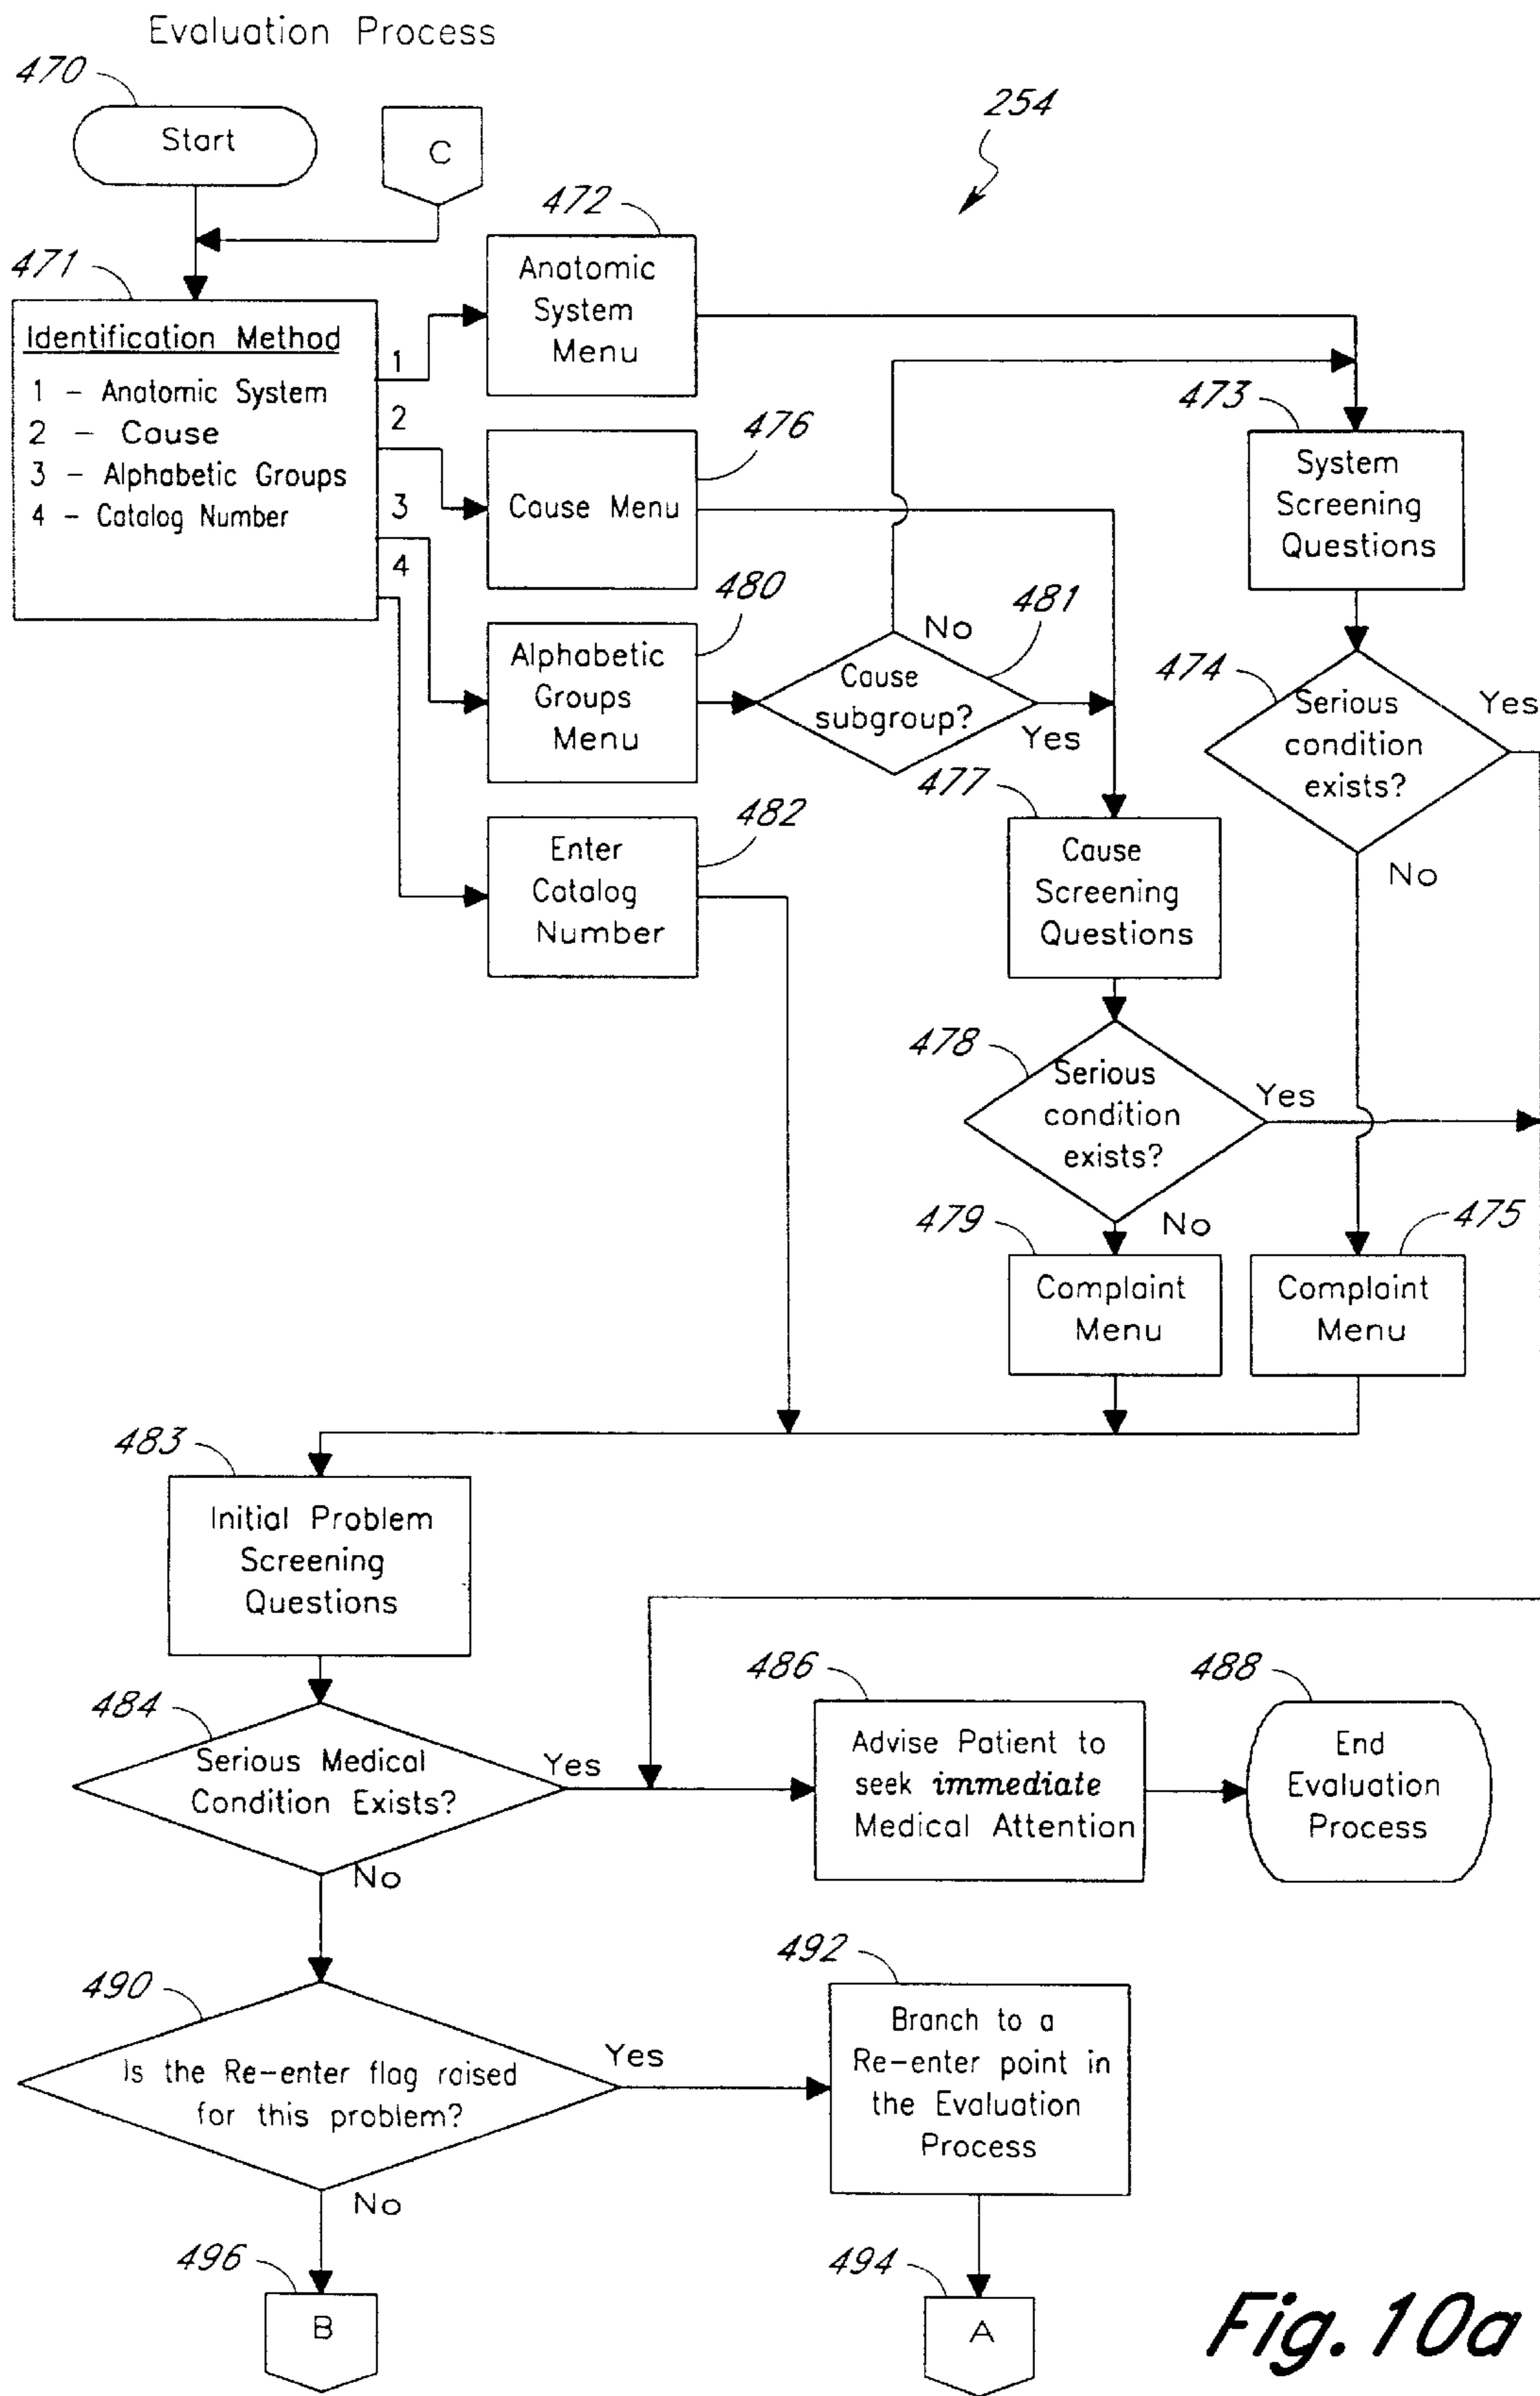 Evaluation Process
470
Start
C
254
471
Identification Method
1 - Anatomic System
2 - Cause
3 - Alphabetic Groups
4 - Catalog Number
1
2
3
4
472
Anatomic
System
Menu
476
Cause Menu
480
Alphabetic
Groups
Menu
481
Cause
subgroup?
No
Yes
482
Enter
Catalog
Number
473
System
Screening
Questions
474
Serious
condition
exists?
Yes
No
477
Cause
Screening
Questions
478
Serious
condition
exists?
Yes
No
479
Complaint
Menu
475
Complaint
Menu
483
Initial Problem
Screening
Questions
484
Serious Medical
Condition Exists?
Yes
No
486
Advise Patient to
seek immediate
Medical Attention
488
End
Evaluation
Process
490
Is the Re-enter flag raised
for this problem?
Yes
No
492
Branch to a
Re-enter point in
the Evaluation
Process
496
B
494
A
Fig. 10a